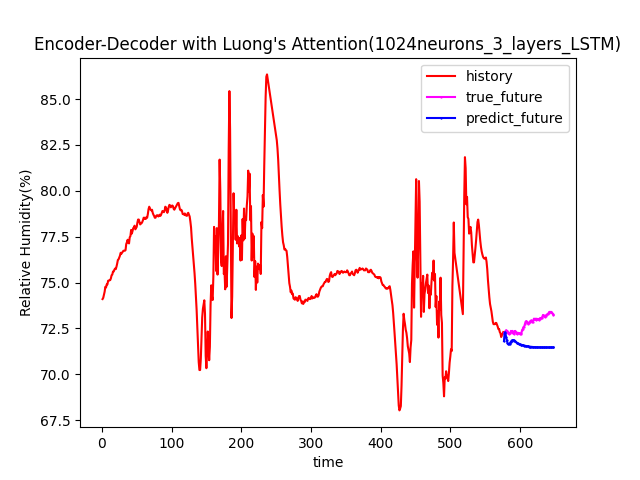 Encoder-Decoder with Luong's Attention(1024neurons_3_layers_LSTM)
history
true_future
predict_future
85.0
82.5
80.0
77.5
75.0
72.5
70.0
67.5
Relative Humidity(%)
0 100 200 300 400 500 600
time